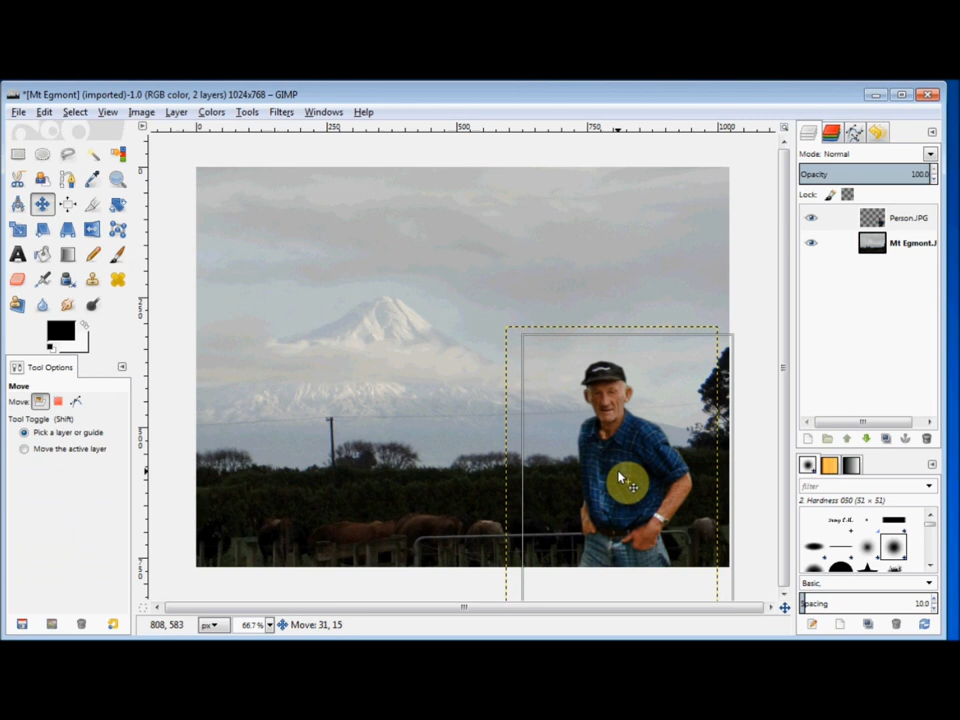 *[Mt Egmont] (imported)-1.0 (RGB color, 2 layers) 1024x768 – GIMP
File Edit Select View Image Layer Colors Tools Filters Windows Help
0 250 500 750 1000
Mode: Normal
Opacity 100.0
Lock:
Person.JPG
Mt Egmont.J
Tool Options
Move
Move:
Tool Toggle (Shift)
Pick a layer or guide
Move the active layer
filter
2. Hardness 050 (51 × 51)
Basic,
Spacing 10.0
808, 583 px 66.7% Move: 31, 15